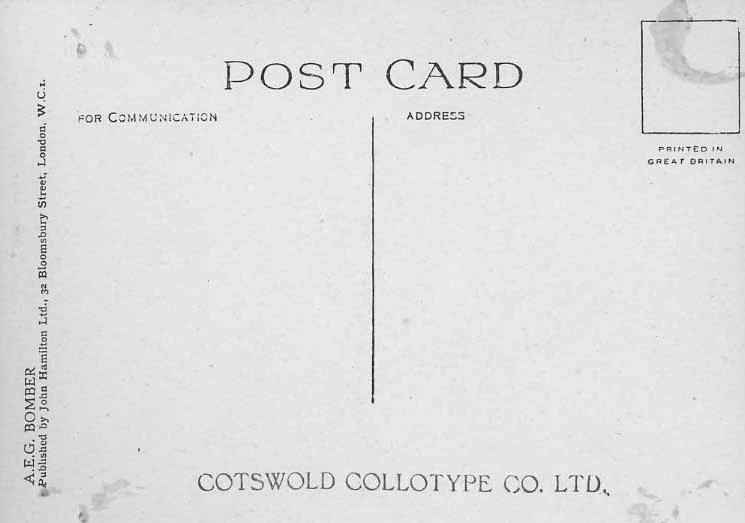 POST CARD
FOR COMMUNICATION
ADDRESS
PRINTED IN
GREAT BRITAIN
A.E.G. BOMBER
Published by John Hamilton Ltd., 32 Bloomsbury Street, London, W.C.1.
COTSWOLD COLLOTYPE CO. LTD.